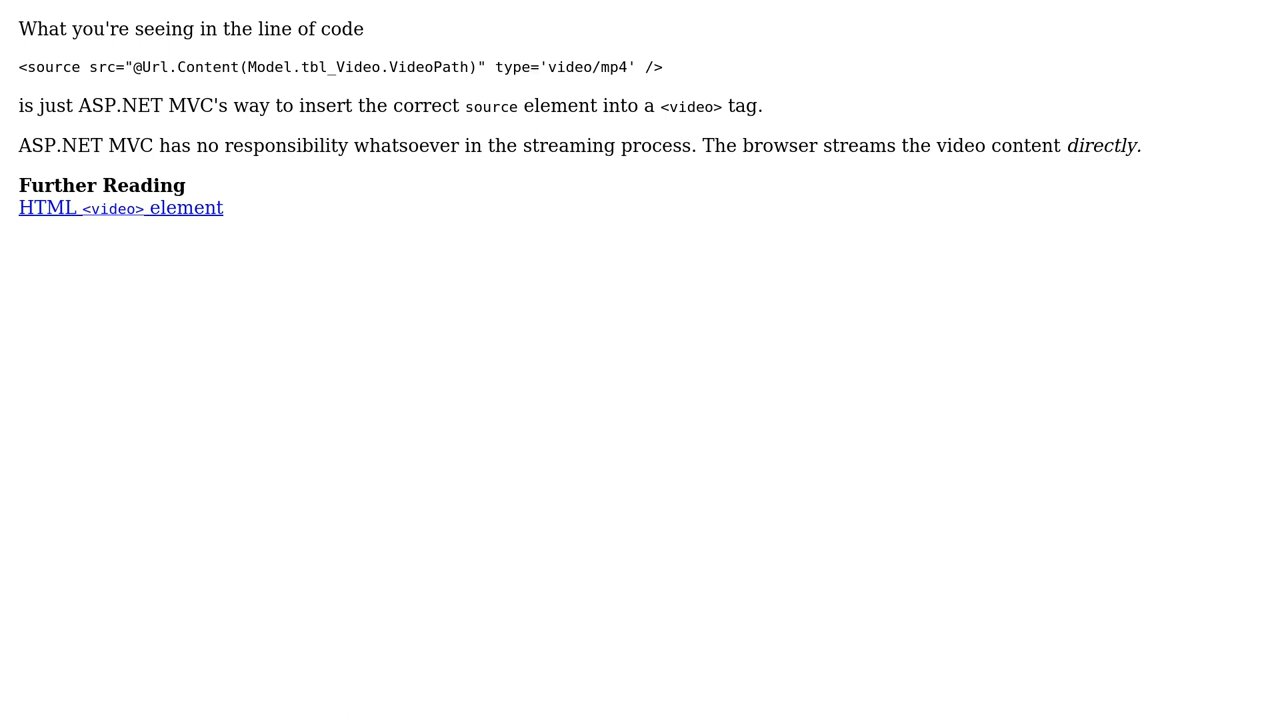 What you're seeing in the line of code
<source src="@Url.Content(Model.tbl_Video.VideoPath)" type='video/mp4' />
is just ASP.NET MVC's way to insert the correct source element into a <video> tag.
ASP.NET MVC has no responsibility whatsoever in the streaming process. The browser streams the video content directly.
Further Reading
HTML <video> element